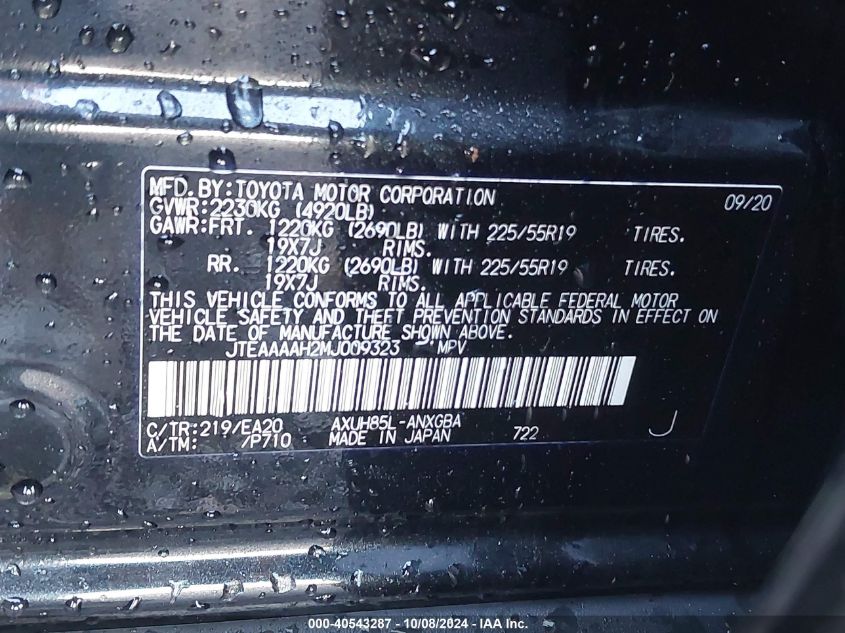 MFD. BY: TOYOTA MOTOR CORPORATION 09/20
GVWR: 2230KG (4920LB)
GAWR: FRT. 1220KG (2690LB) WITH 225/55R19 TIRES.
19X7J RIMS.
RR. 1220KG (2690LB) WITH 225/55R19 TIRES.
19X7J RIMS.
THIS VEHICLE CONFORMS TO ALL APPLICABLE FEDERAL MOTOR
VEHICLE SAFETY AND THEFT PREVENTION STANDARDS IN EFFECT ON
THE DATE OF MANUFACTURE SHOWN ABOVE.
JTEAAAAH2MJ009323 MPV
C/TR: 219/EA20 AXUH85L-ANXGBA
A/TM: /P710 MADE IN JAPAN 722 J
000-40543287 - 10/08/2024 - IAA Inc.